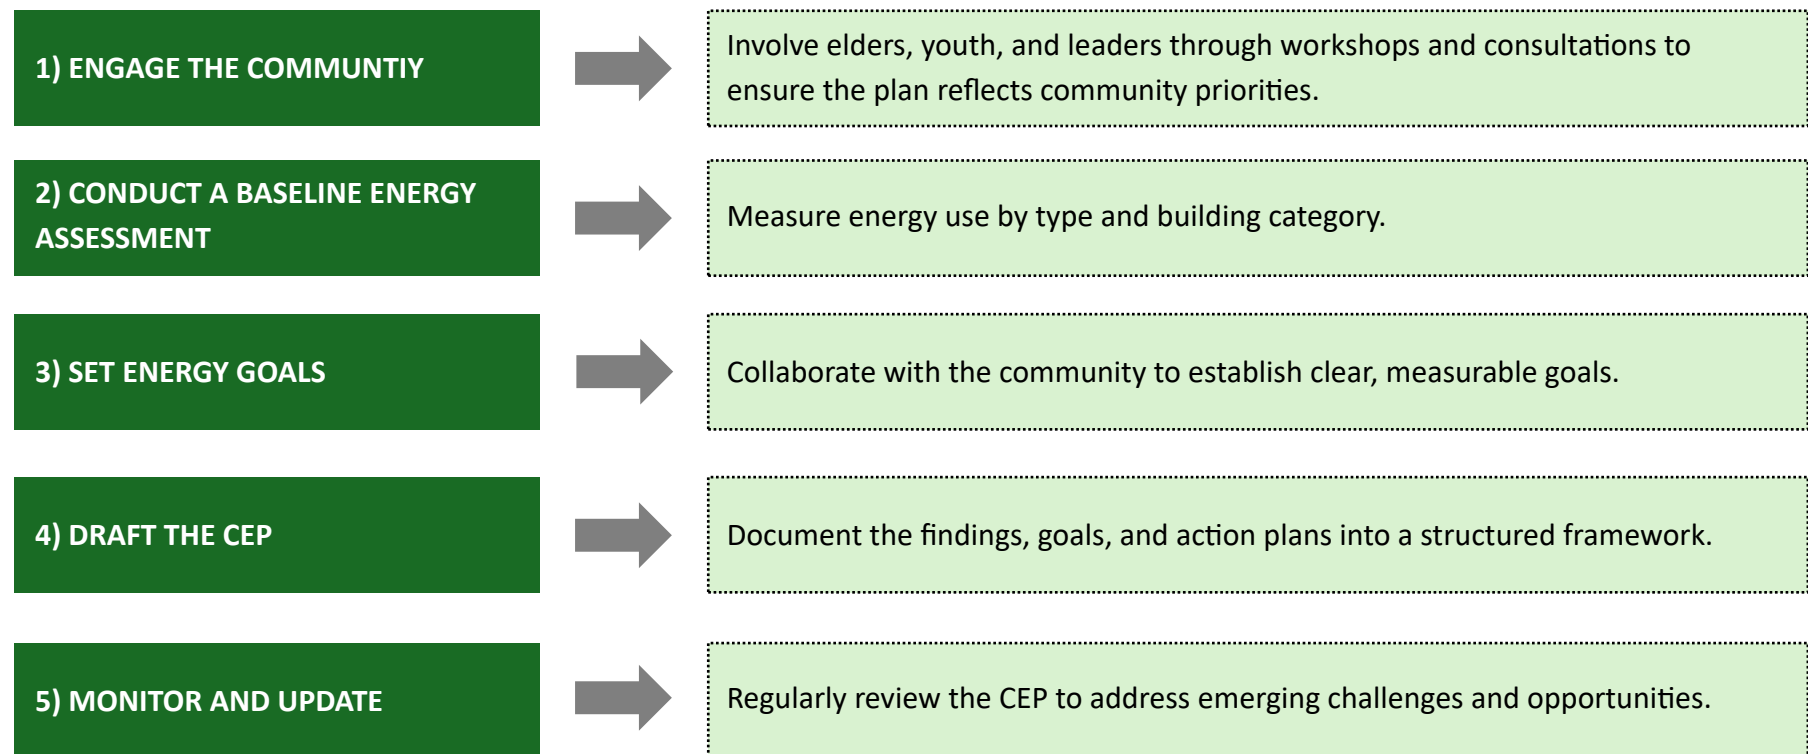 1) ENGAGE THE COMMUNTIY
Involve elders, youth, and leaders through workshops and consultations to
ensure the plan reflects community priorities.
2) CONDUCT A BASELINE ENERGY
ASSESSMENT
Measure energy use by type and building category.
3) SET ENERGY GOALS
Collaborate with the community to establish clear, measurable goals.
4) DRAFT THE CEP
Document the findings, goals, and action plans into a structured framework.
5) MONITOR AND UPDATE
Regularly review the CEP to address emerging challenges and opportunities.